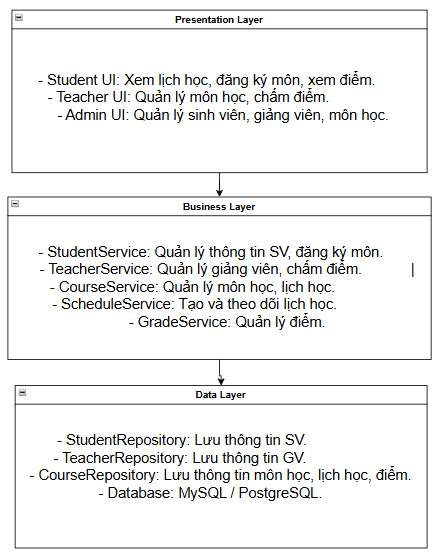 Presentation Layer
- Student UI: Xem lịch học, đăng ký môn, xem điểm.
- Teacher UI: Quản lý môn học, chấm điểm.
- Admin UI: Quản lý sinh viên, giảng viên, môn học.
Business Layer
- StudentService: Quản lý thông tin SV, đăng ký môn.
- TeacherService: Quản lý giảng viên, chấm điểm.
- CourseService: Quản lý môn học, lịch học.
- ScheduleService: Tạo và theo dõi lịch học.
- GradeService: Quản lý điểm.
Data Layer
- StudentRepository: Lưu thông tin SV.
- TeacherRepository: Lưu thông tin GV.
- CourseRepository: Lưu thông tin môn học, lịch học, điểm.
- Database: MySQL / PostgreSQL.